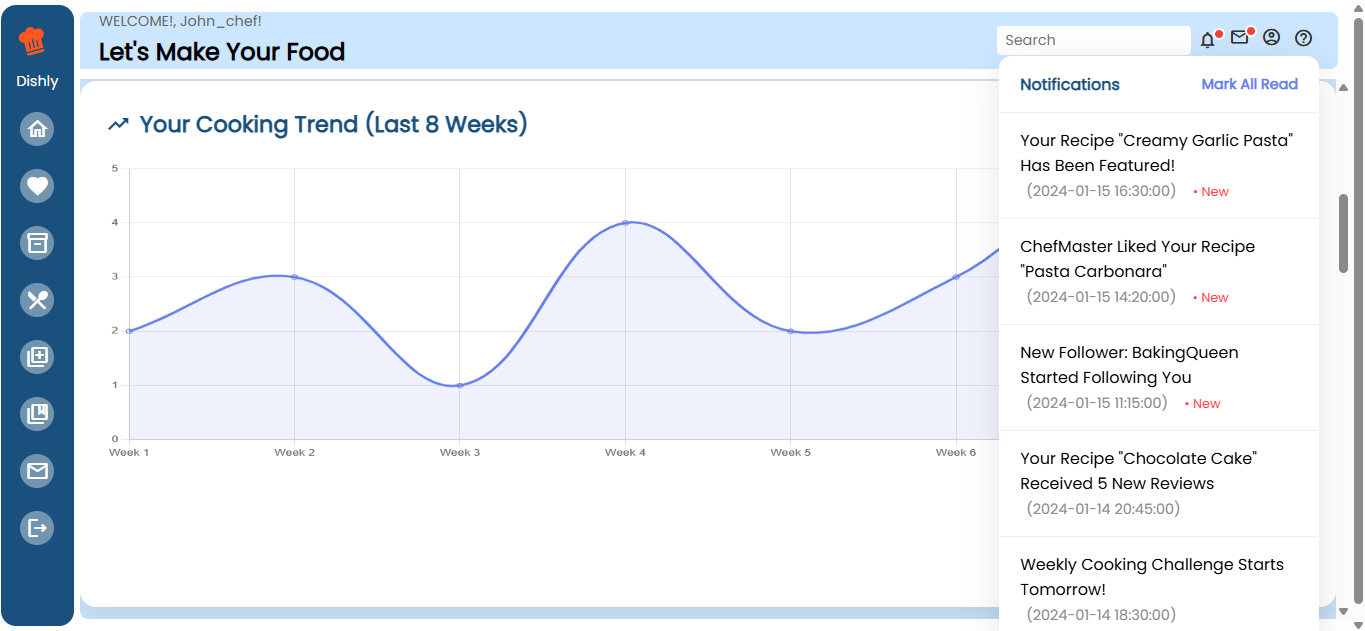 Dishly
WELCOME!, John_chef!
Let's Make Your Food
Search
Notifications
Mark All Read
Your Recipe "Creamy Garlic Pasta"
Has Been Featured!
(2024-01-15 16:30:00) • New
ChefMaster Liked Your Recipe
"Pasta Carbonara"
(2024-01-15 14:20:00) • New
New Follower: BakingQueen
Started Following You
(2024-01-15 11:15:00) • New
Your Recipe "Chocolate Cake"
Received 5 New Reviews
(2024-01-14 20:45:00)
Weekly Cooking Challenge Starts
Tomorrow!
(2024-01-14 18:30:00)
Your Cooking Trend (Last 8 Weeks)
5
4
3
2
1
0
Week 1 Week 2 Week 3 Week 4 Week 5 Week 6